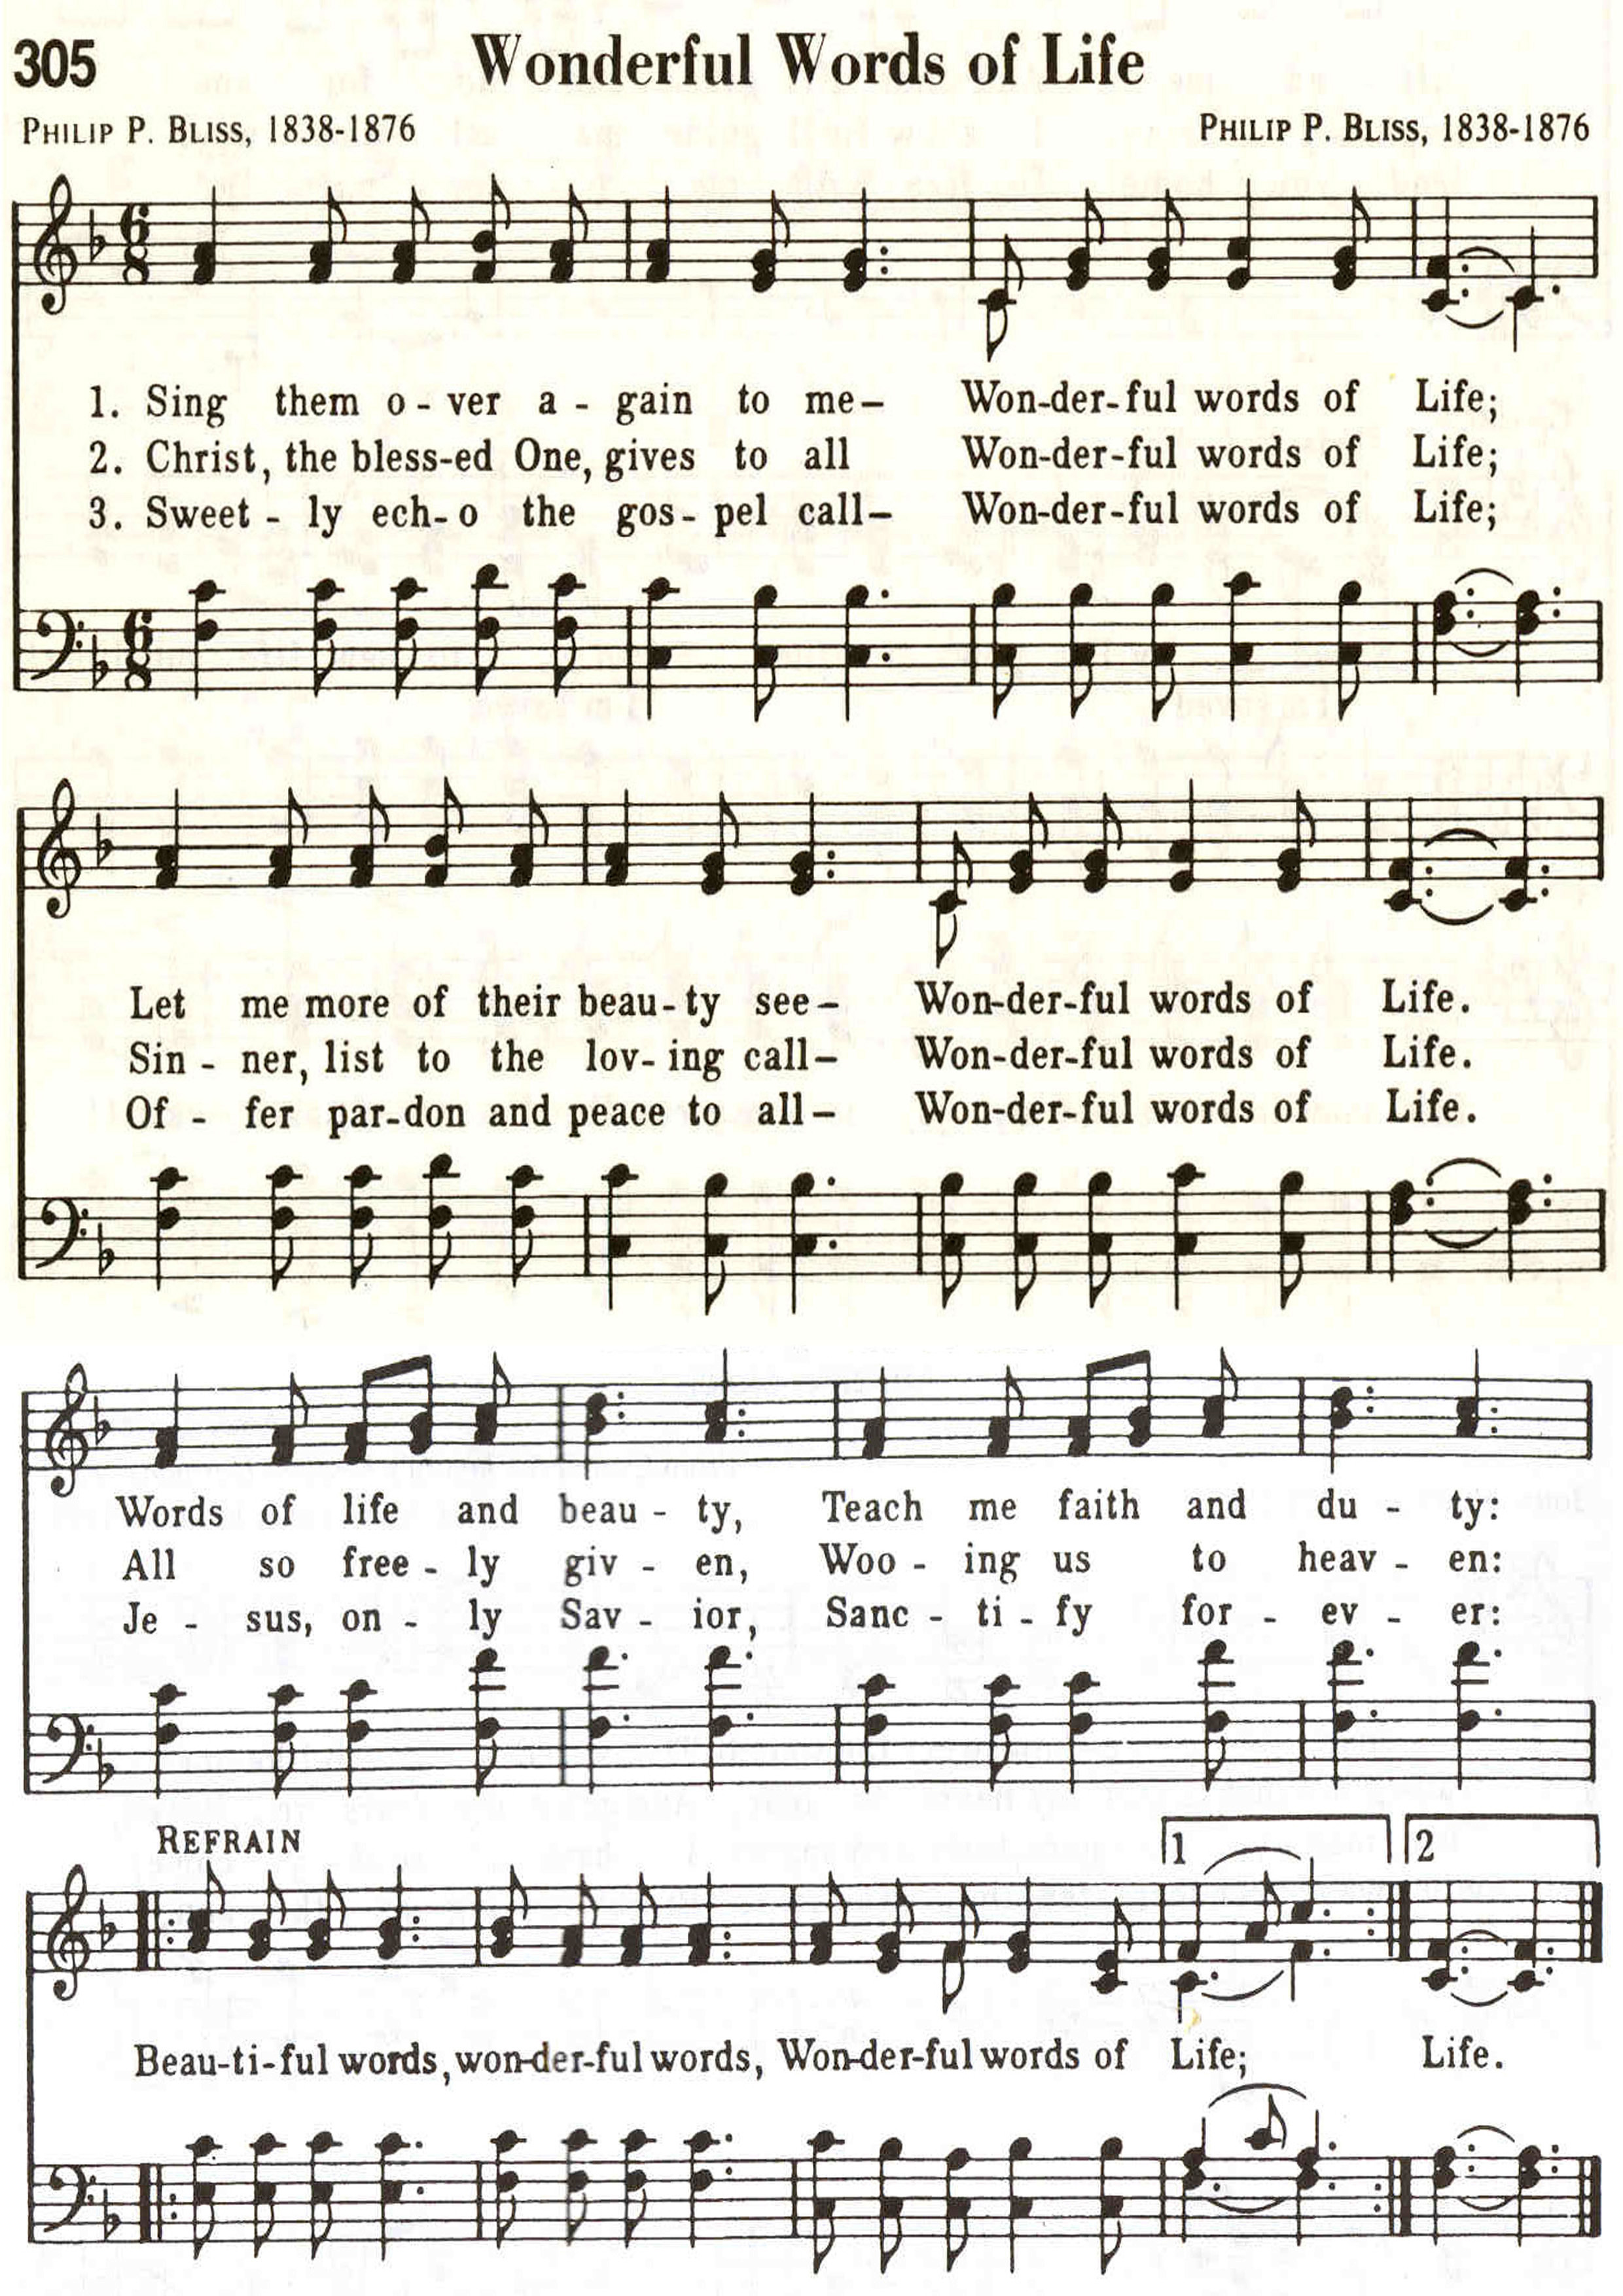 305 Wonderful Words of Life
PHILIP P. BLISS, 1838-1876 PHILIP P. BLISS, 1838-1876
6 8
1. Sing them o - ver a - gain to me– Won-der-ful words of Life;
2. Christ, the bless-ed One, gives to all Won-der-ful words of Life;
3. Sweet - ly ech-o the gos-pel call– Won-der-ful words of Life;
6 8
Let me more of their beau-ty see– Won-der-ful words of Life.
Sin - ner, list to the lov-ing call– Won-der-ful words of Life.
Of - fer par-don and peace to all– Won-der-ful words of Life.
Words of life and beau - ty, Teach me faith and du - ty:
All so free - ly giv - en, Woo - ing us to heav - en:
Je - sus, on - ly Sav - ior, Sanc - ti - fy for - ev - er:
REFRAIN
1 2
Beau-ti-ful words, won-der-ful words, Won-der-ful words of Life; Life.